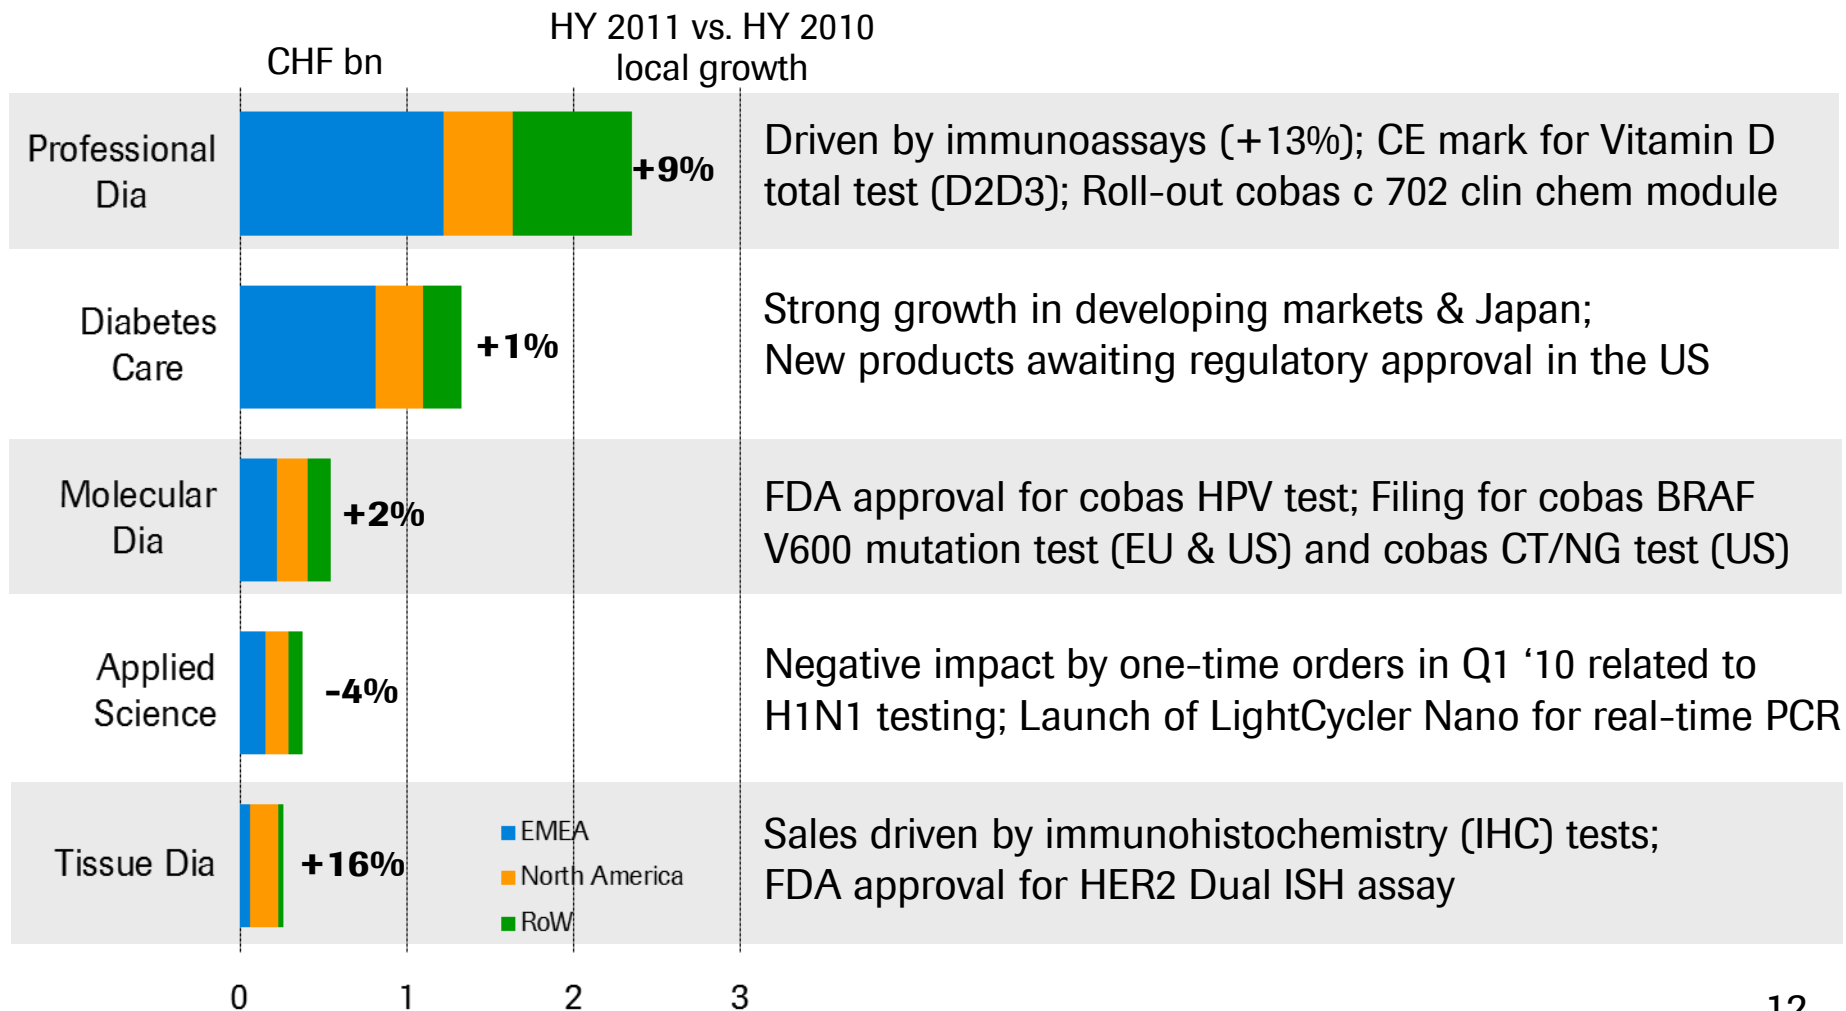 HY 2011 vs. HY 2010
CHF bn
local growth
Professional
Dia
+9%
Driven by immunoassays (+13%); CE mark for Vitamin D
total test (D2D3); Roll-out cobas c 702 clin chem module
Diabetes
Care
+1%
Strong growth in developing markets & Japan;
New products awaiting regulatory approval in the US
Molecular
Dia
+2%
FDA approval for cobas HPV test; Filing for cobas BRAF
V600 mutation test (EU & US) and cobas CT/NG test (US)
Applied
Science
-4%
Negative impact by one-time orders in Q1 ‘10 related to
H1N1 testing; Launch of LightCycler Nano for real-time PCR
Tissue Dia
+16%
EMEA
North America
RoW
Sales driven by immunohistochemistry (IHC) tests;
FDA approval for HER2 Dual ISH assay
0 1 2 3
12